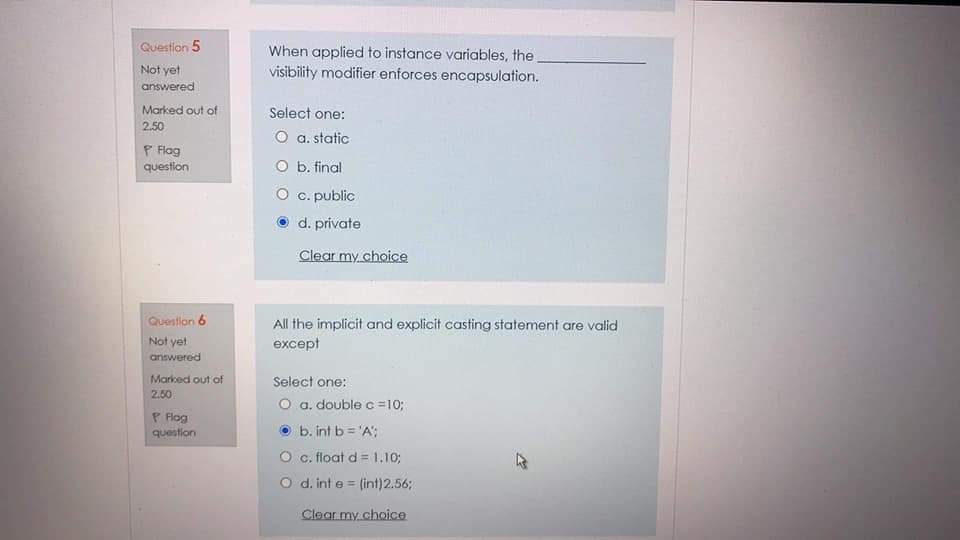 Question 5
Not yet
answered
Marked out of
2.50
Flag
question
When applied to instance variables, the ____________
visibility modifier enforces encapsulation.
Select one:
a. static
b. final
c. public
d. private
Clear my choice
Question 6
Not yet
answered
Marked out of
2.50
Flag
question
All the implicit and explicit casting statement are valid
except
Select one:
a. double c =10;
b. int b = 'A';
c. float d = 1.10;
d. int e = (int)2.56;
Clear my choice